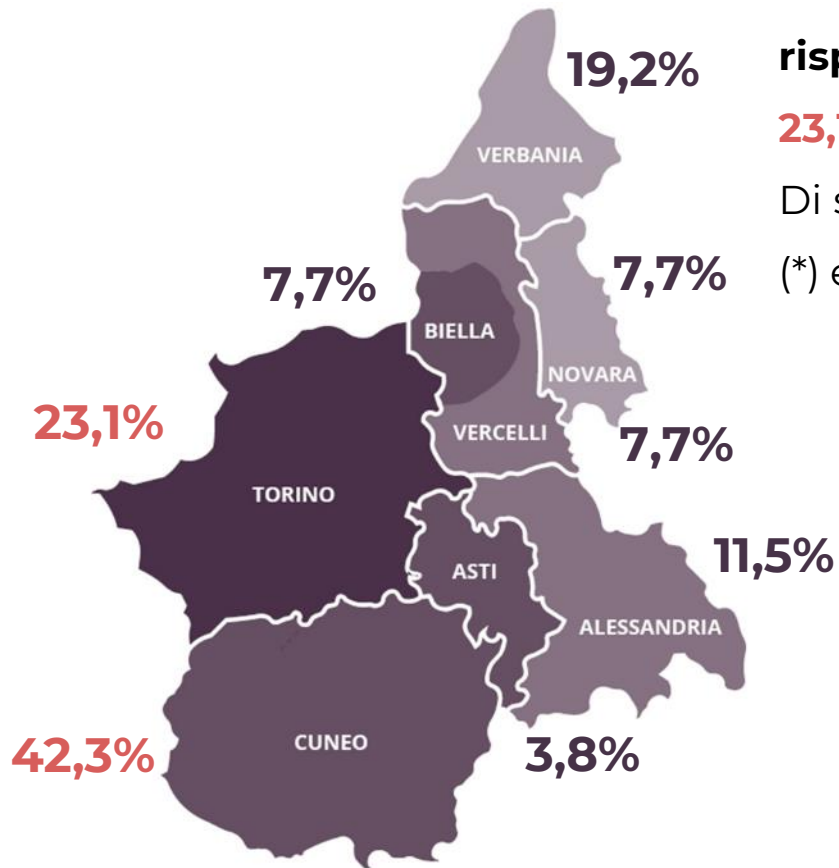 19,2%
VERBANIA
Di
(*)
7,7%
7,7%
BIELLA
NOVARA
23,1%
VERCELLI
7,7%
TORINO
ASTI
11,5%
ALESSANDRIA
CUNEO
42,3%
3,8%